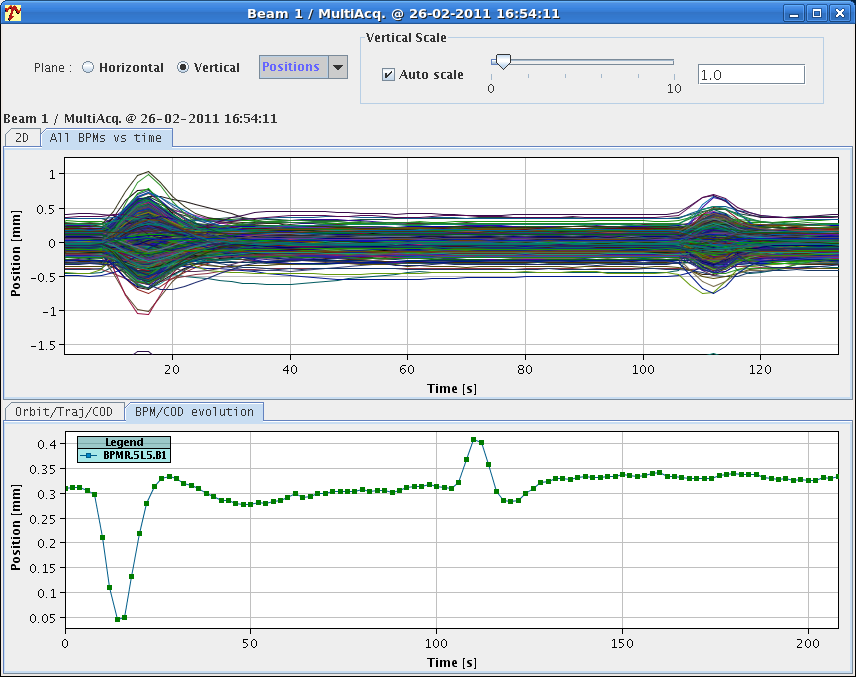 Beam 1 / MultiAcq. @ 26-02-2011 16:54:11
Vertical Scale
Plane : Horizontal Vertical Positions
Auto scale
0 10
1.0
Beam 1 / MultiAcq. @ 26-02-2011 16:54:11
2D All BPMs vs time
Position [mm]
1
0.5
0
-0.5
-1
-1.5
20 40 60 80 100 120
Time [s]
Orbit/Traj/COD BPM/COD evolution
Legend
BPMR.5L5.B1
Position [mm]
0.4
0.35
0.3
0.25
0.2
0.15
0.1
0.05
0 50 100 150 200
Time [s]